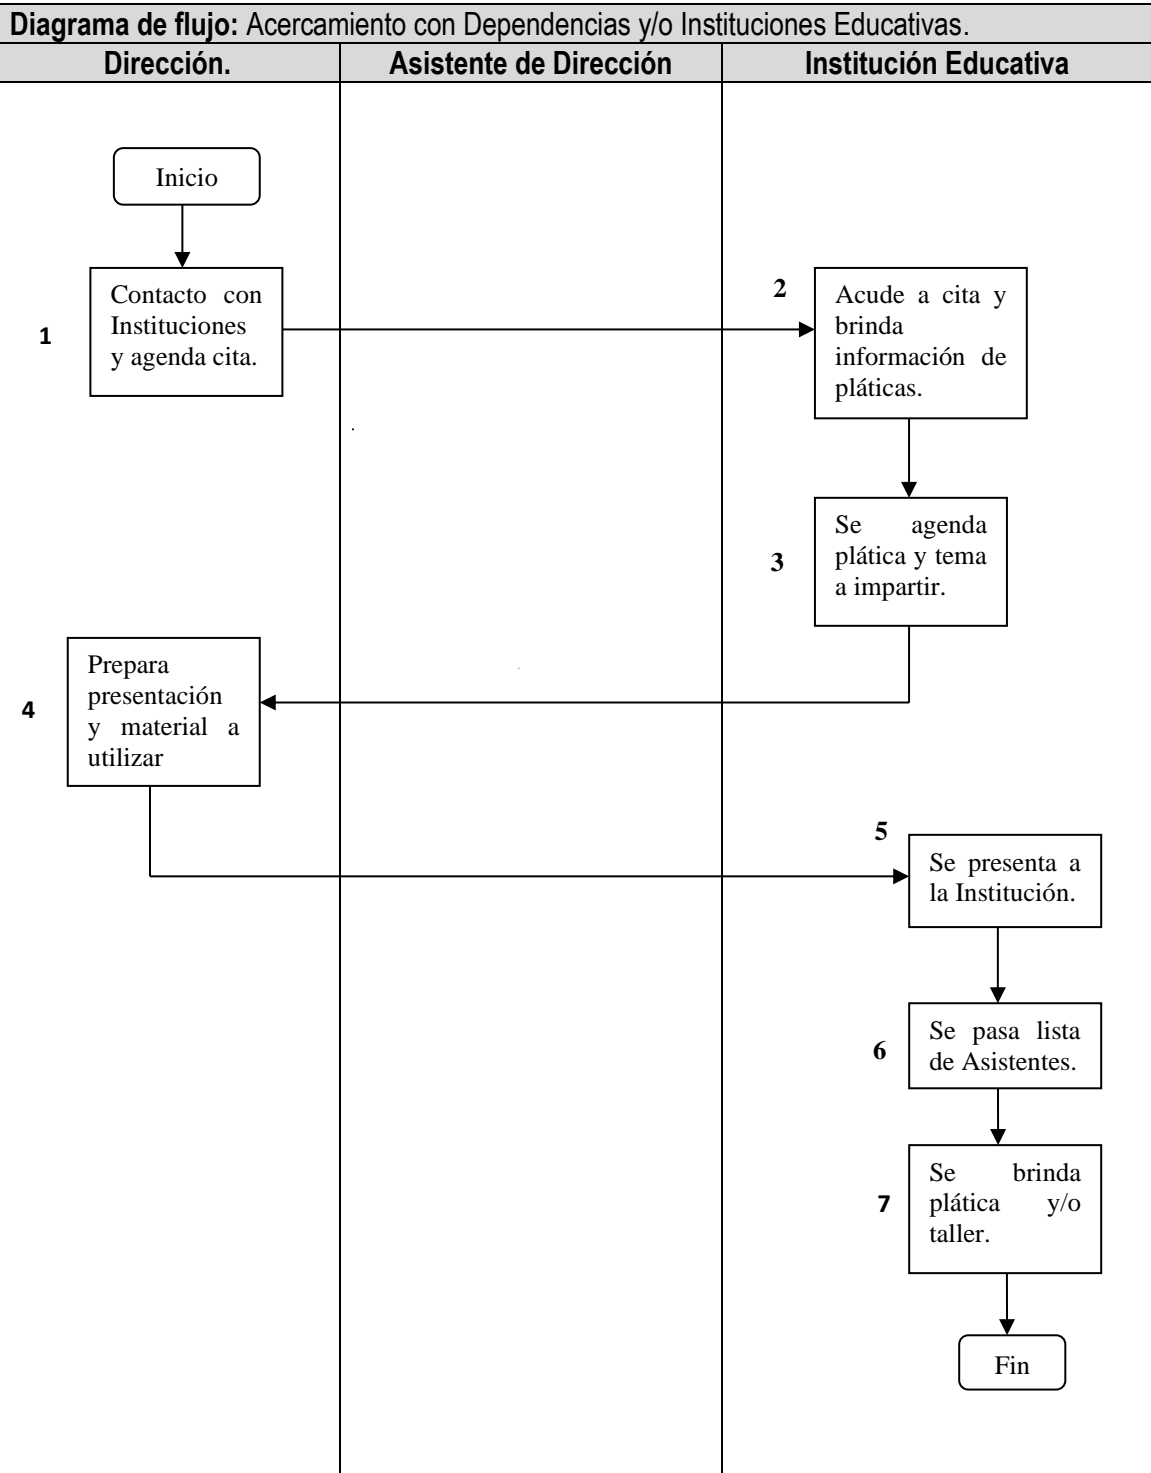 Diagrama de flujo: Acercamiento con Dependencias y/o Instituciones Educativas.
Dirección.
Asistente de Dirección
Institución Educativa
Inicio
1
Contacto con
Instituciones
y agenda cita.
2
Acude a cita y
brinda
información de
pláticas.
3
Se agenda
plática y tema
a impartir.
4
Prepara
presentación
y material a
utilizar
5
Se presenta a
la Institución.
6
Se pasa lista
de Asistentes.
7
Se brinda
plática y/o
taller.
Fin